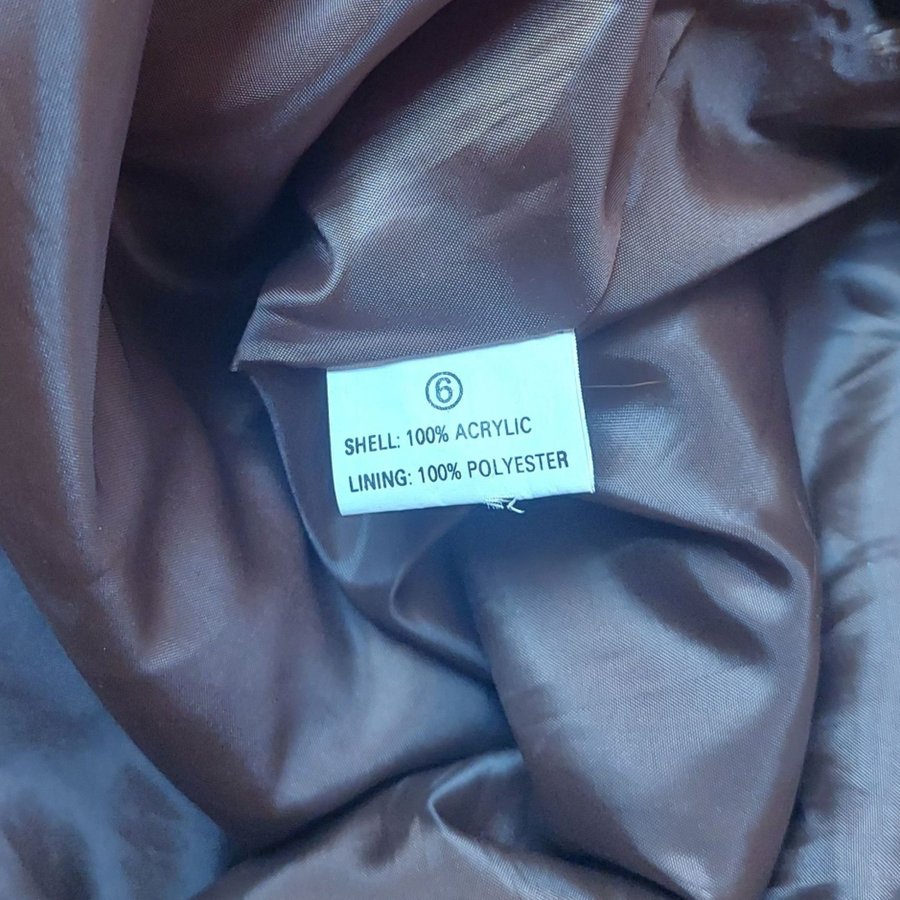 6
SHELL: 100% ACRYLIC
LINING: 100% POLYESTER